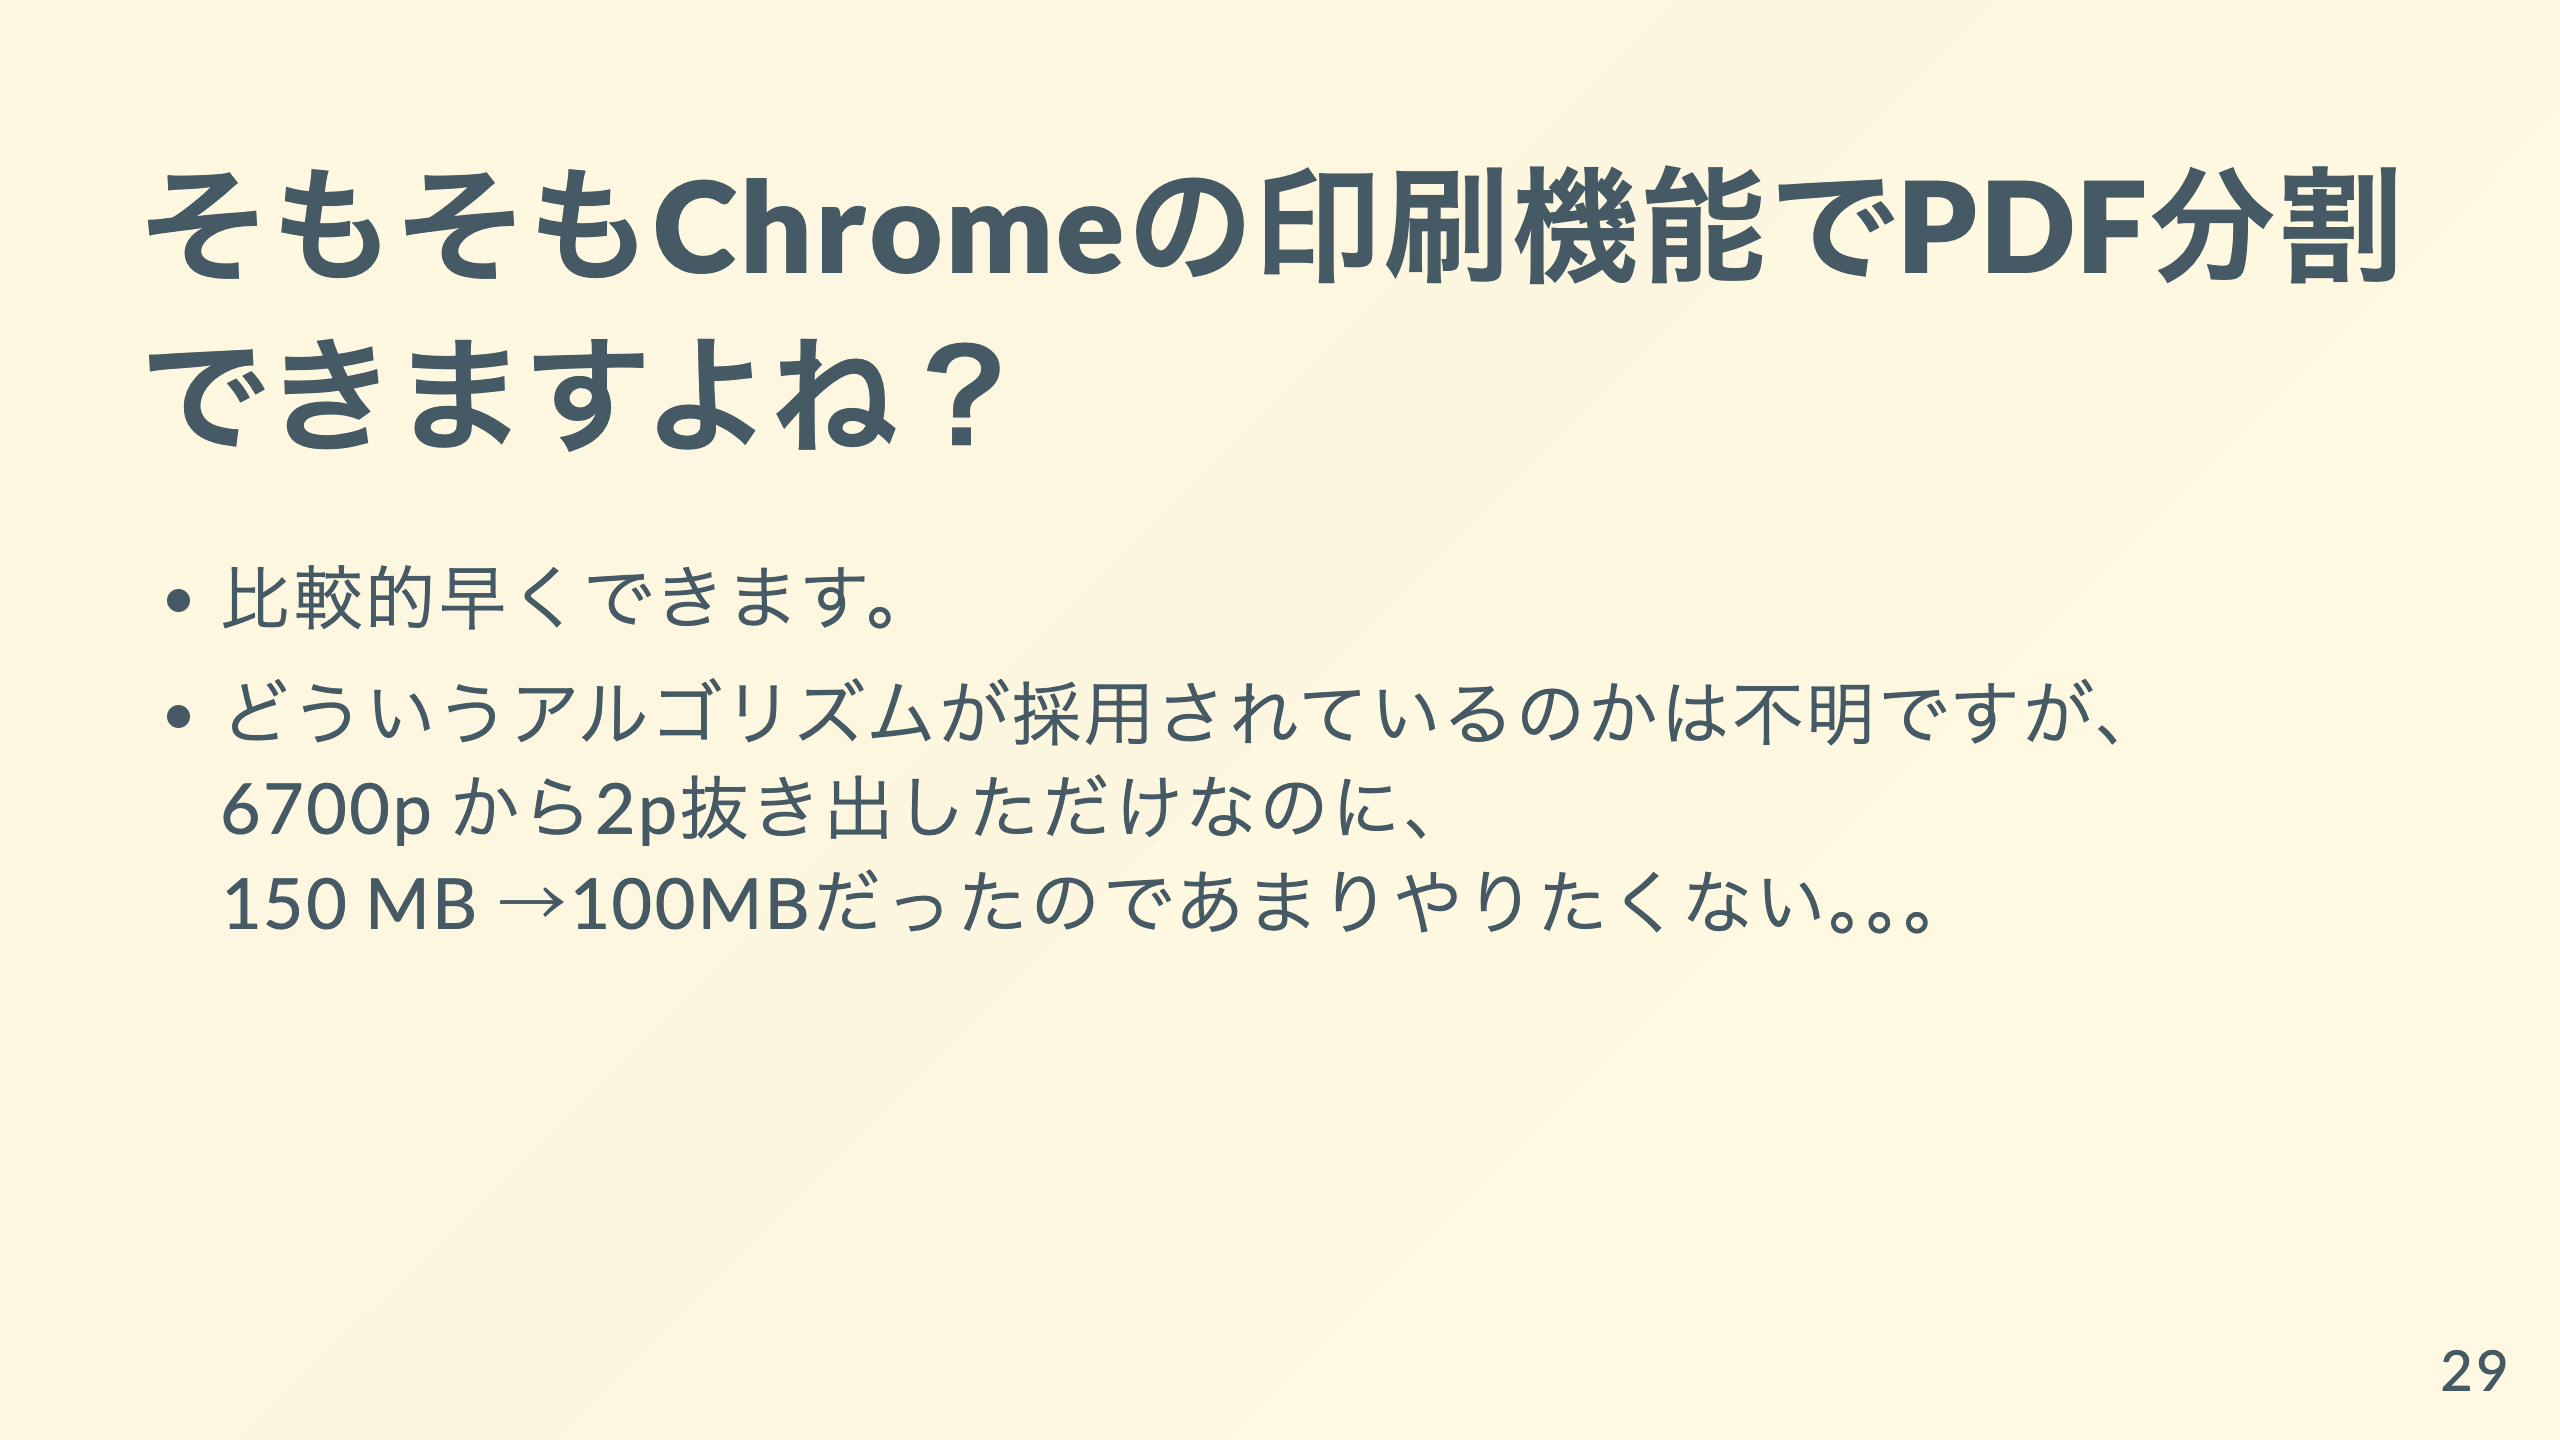 そもそもChromeの印刷機能でPDF分割
できますよね？
• 比較的早くできます。
• どういうアルゴリズムが採用されているのかは不明ですが、
6700p から2p抜き出しただけなのに、
150 MB →100MBだったのであまりやりたくない。。。
29